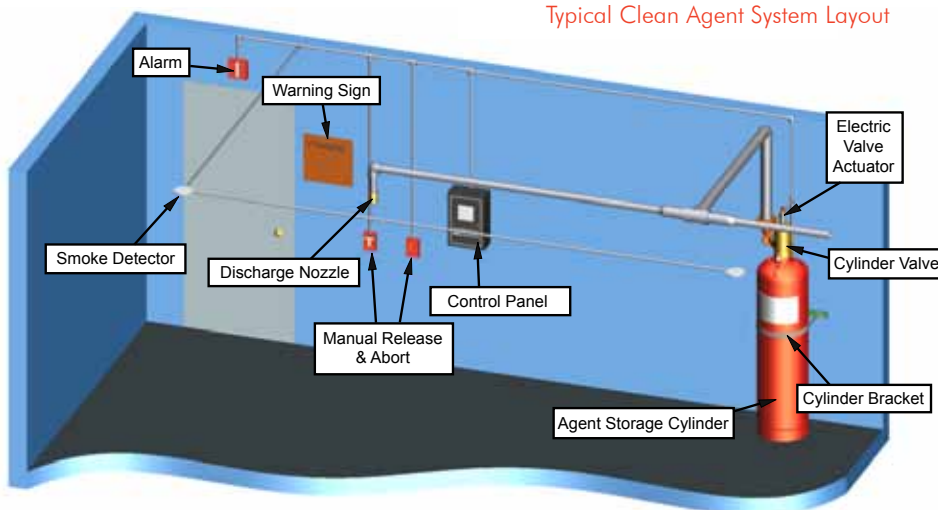 Typical Clean Agent System Layout
Alarm
Warning Sign
Electric
Valve
Actuator
Smoke Detector
Discharge Nozzle
Control Panel
Cylinder Valve
Manual Release
& Abort
Cylinder Bracket
Agent Storage Cylinder